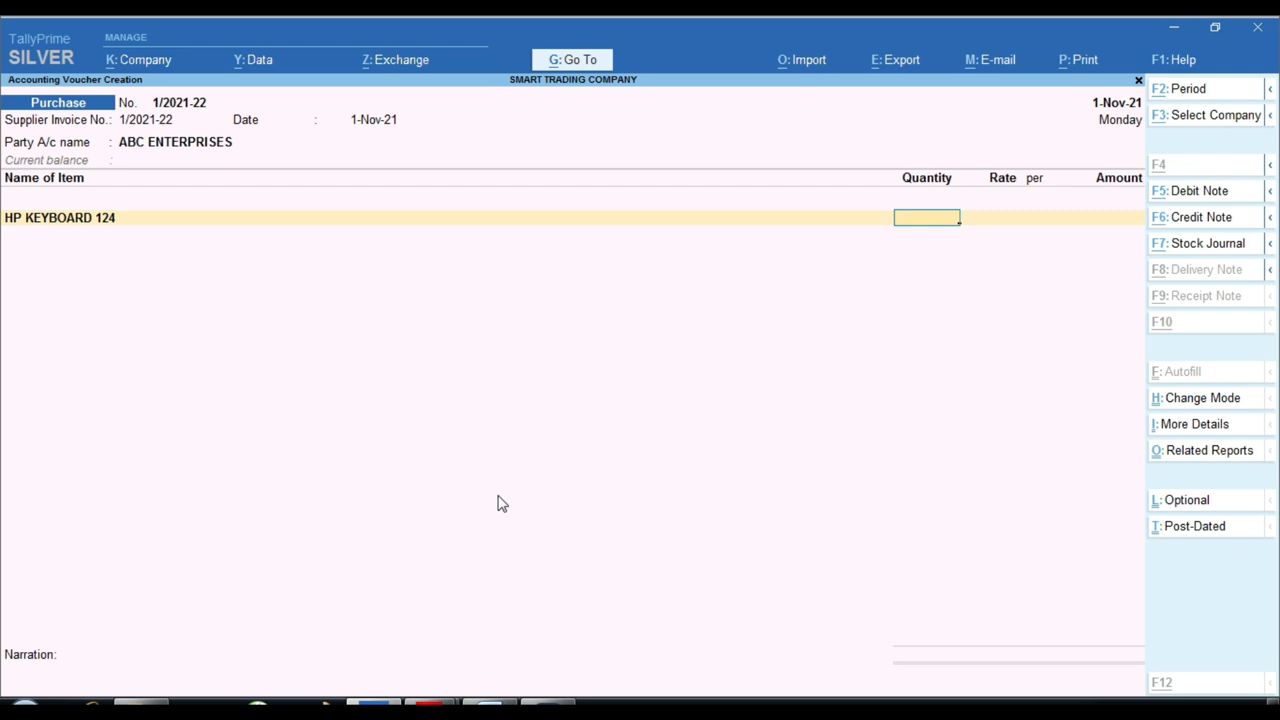 TallyPrime
SILVER
MANAGE
K: Company
Y: Data
Z: Exchange
G: Go To
O: Import
E: Export
M: E-mail
P: Print
F1: Help
Accounting Voucher Creation
SMART TRADING COMPANY
Purchase No. 1/2021-22
1-Nov-21
Supplier Invoice No.: 1/2021-22 Date : 1-Nov-21
Monday
Party A/c name : ABC ENTERPRISES
Current balance :
Name of Item Quantity Rate per Amount
HP KEYBOARD 124
Narration:
F2: Period
F3: Select Company
F4
F5: Debit Note
F6: Credit Note
F7: Stock Journal
F8: Delivery Note
F9: Receipt Note
F10
F: Autofill
H: Change Mode
I: More Details
O: Related Reports
L: Optional
T: Post-Dated
F12